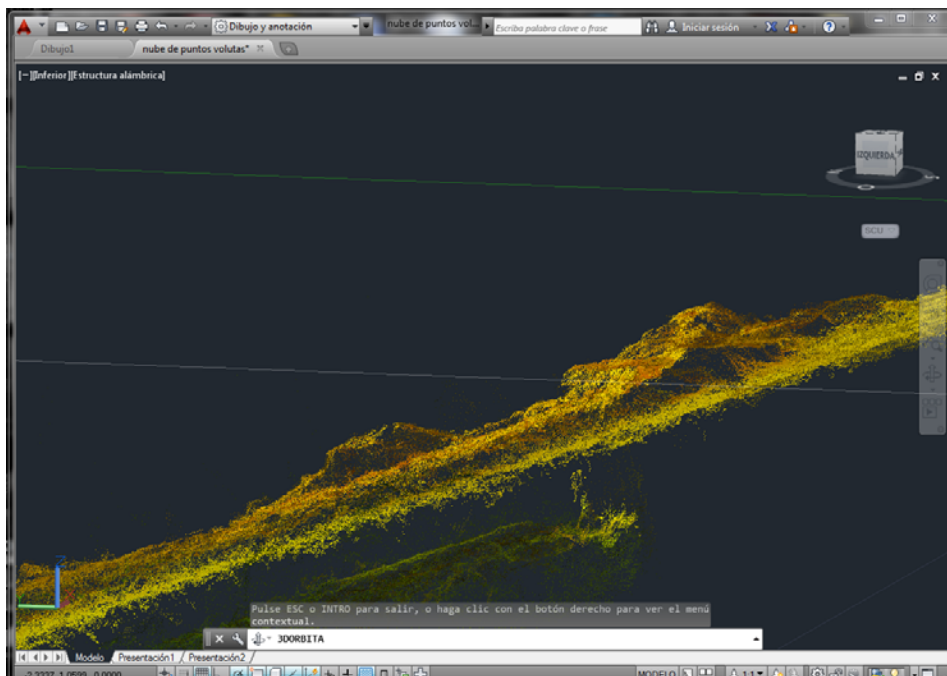 Dibujo y anotación
nube de puntos vol...
Escriba palabra clave o frase
Iniciar sesión
Dibujo1
nube de puntos volutas*
[−][Inferior][Estructura alámbrica]
IZQUIERDA
SCU
Pulse ESC o INTRO para salir, o haga clic con el botón derecho para ver el menú
contextual.
3DORBITA
Modelo
Presentación1
Presentación2
MODELO
1:1